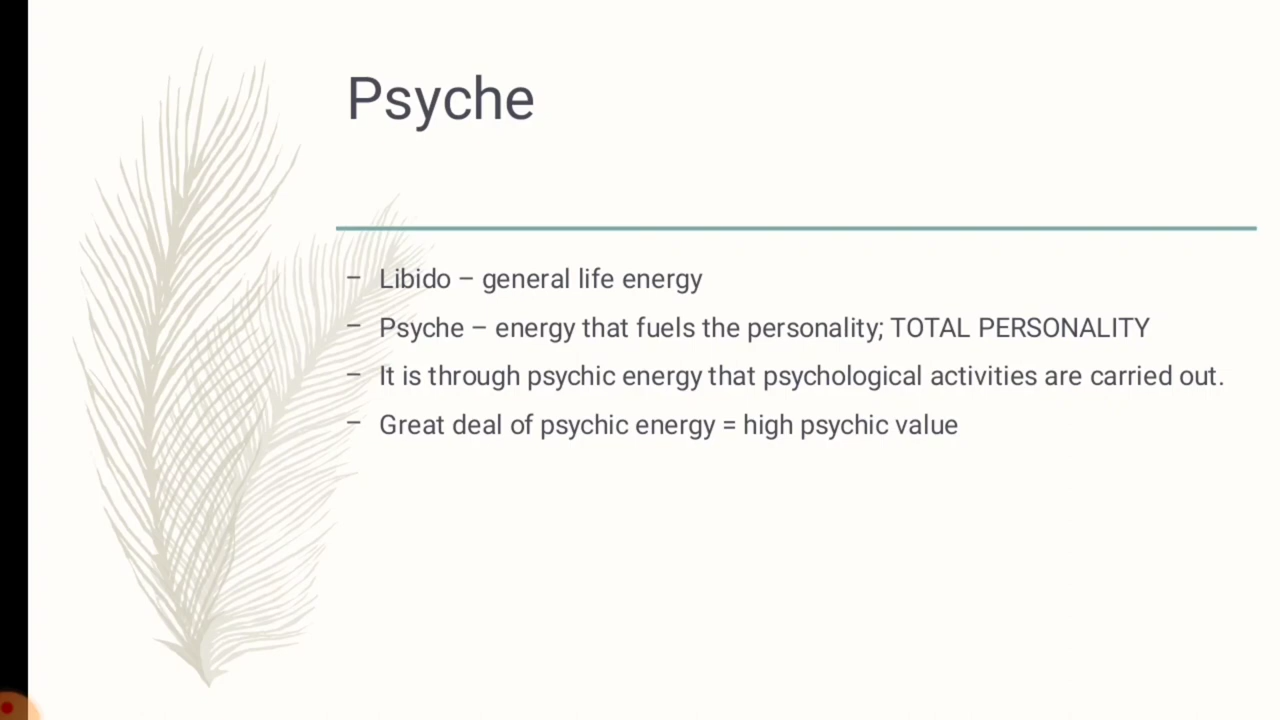 Psyche
– Libido – general life energy
– Psyche – energy that fuels the personality; TOTAL PERSONALITY
– It is through psychic energy that psychological activities are carried out.
– Great deal of psychic energy = high psychic value